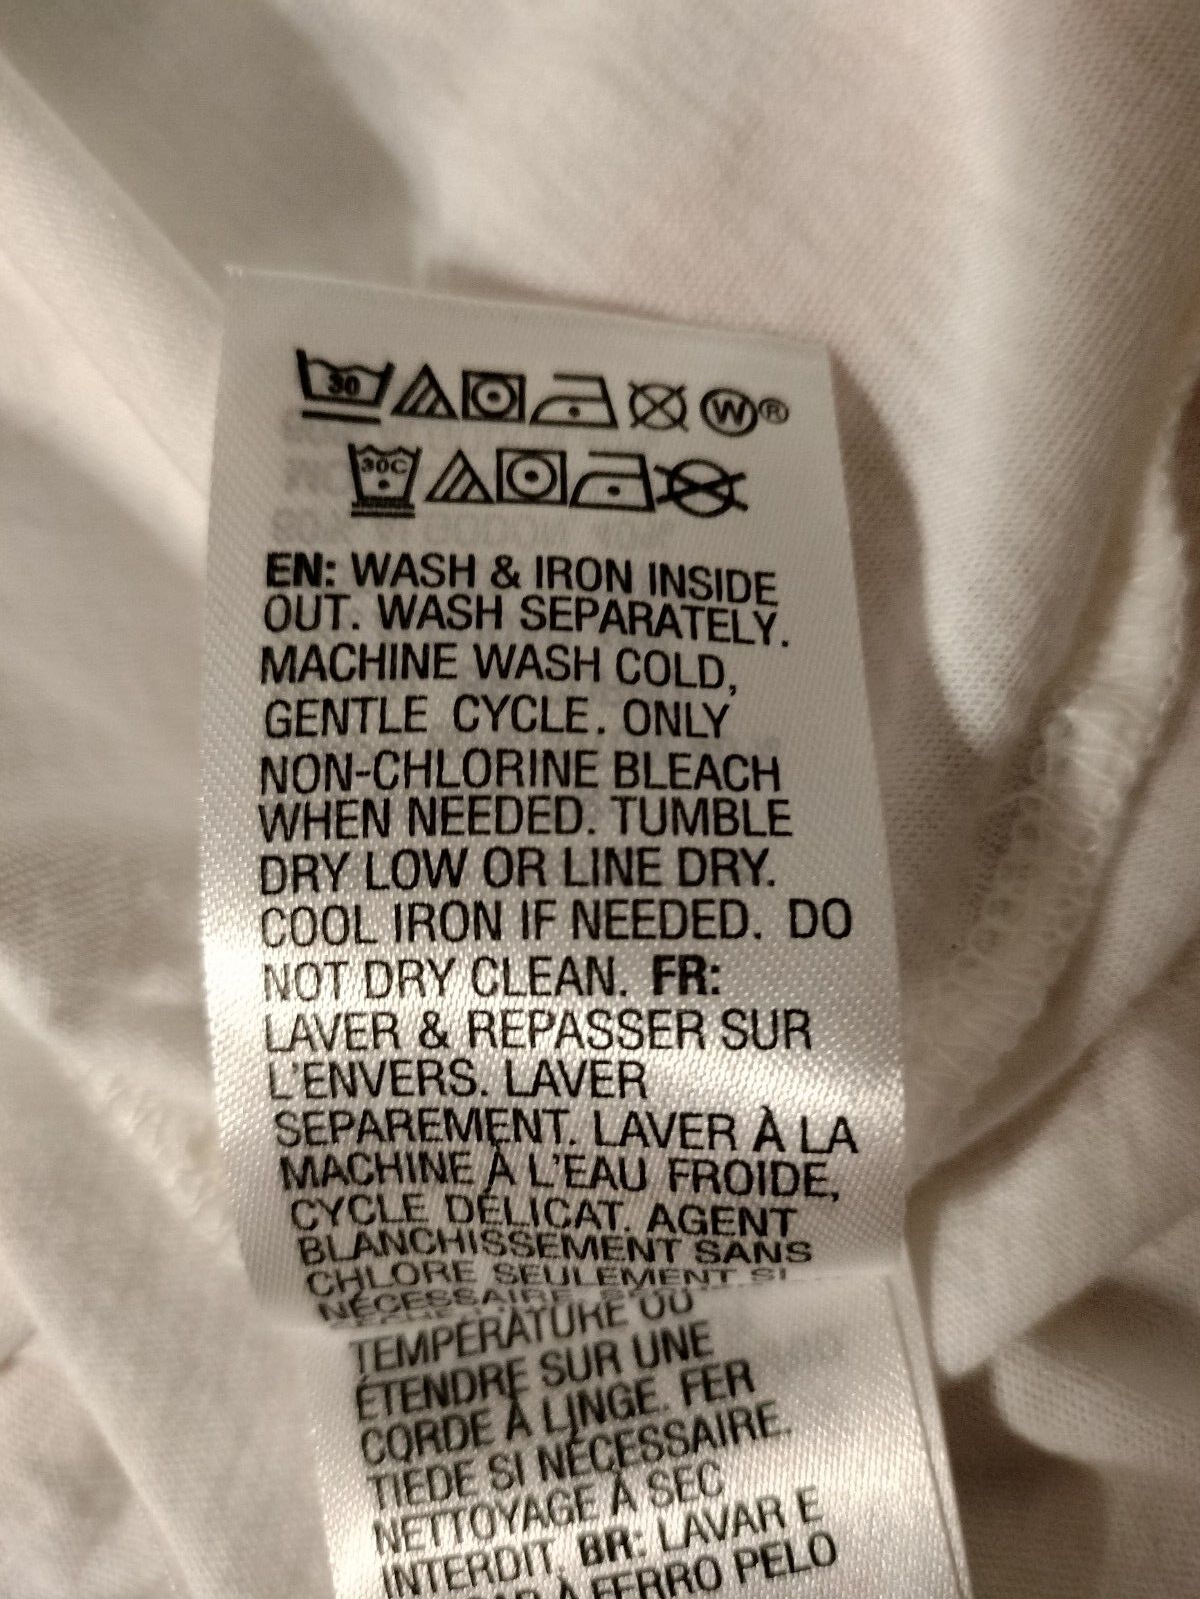 30 W®
30C
EN: WASH & IRON INSIDE
OUT. WASH SEPARATELY.
MACHINE WASH COLD,
GENTLE CYCLE. ONLY
NON-CHLORINE BLEACH
WHEN NEEDED. TUMBLE
DRY LOW OR LINE DRY.
COOL IRON IF NEEDED. DO
NOT DRY CLEAN. FR:
LAVER & REPASSER SUR
L'ENVERS. LAVER
SEPAREMENT. LAVER À LA
MACHINE À L'EAU FROIDE,
CYCLE DÉLICAT. AGENT
BLANCHISSEMENT SANS
CHLORE SEULEMENT SI
NÉCESSAIRE.
TEMPÉRATURE OU
ÉTENDRE SUR UNE
CORDE À LINGE. FER
TIEDE SI NÉCESSAIRE.
NETTOYAGE À SEC
INTERDIT. BR: LAVAR E
À FERRO PELO